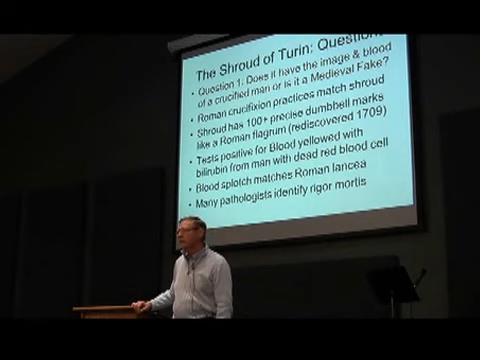 The Shroud of Turin: Questions
• Question 1: Does it have the image & blood
of a crucified man or is it a Medieval Fake?
• Roman crucifixion practices match shroud
• Shroud has 100+ precise dumbbell marks
like a Roman flagrum (rediscovered 1709)
• Tests positive for Blood yellowed with
bilirubin from man with dead red blood cell
• Blood splotch matches Roman lancea
• Many pathologists identify rigor mortis